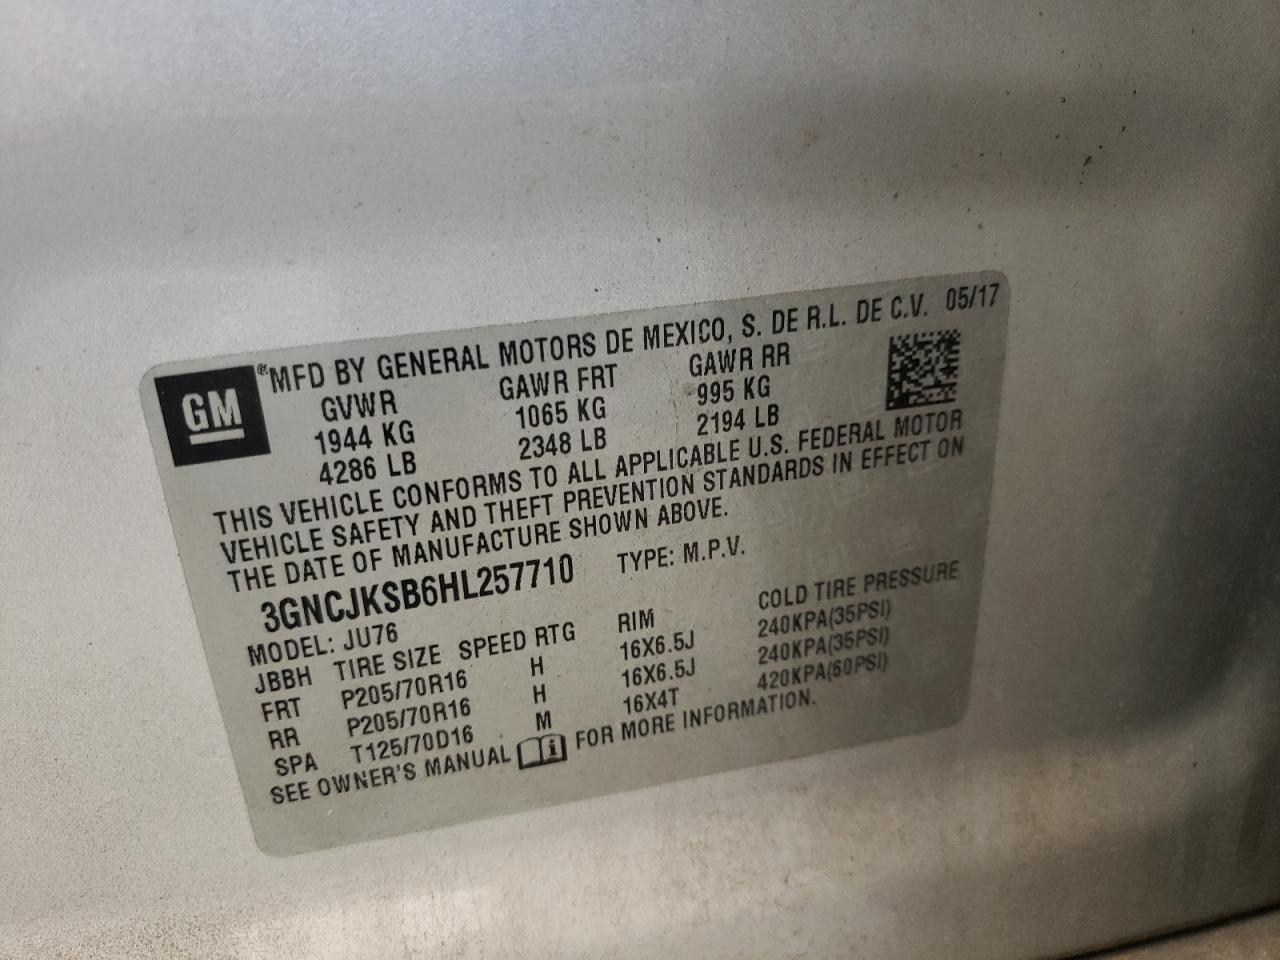 GM ® MFD BY GENERAL MOTORS DE MEXICO, S. DE R.L. DE C.V. 05/17
GVWR GAWR FRT GAWR RR
1944 KG 1065 KG 995 KG
4286 LB 2348 LB 2194 LB
THIS VEHICLE CONFORMS TO ALL APPLICABLE U.S. FEDERAL MOTOR
VEHICLE SAFETY AND THEFT PREVENTION STANDARDS IN EFFECT ON
THE DATE OF MANUFACTURE SHOWN ABOVE.
3GNCJKSB6HL257710 TYPE: M.P.V.
MODEL: JU76
JBBH TIRE SIZE SPEED RTG RIM COLD TIRE PRESSURE
FRT P205/70R16 H 16X6.5J 240KPA(35PSI)
RR P205/70R16 H 16X6.5J 240KPA(35PSI)
SPA T125/70D16 M 16X4T 420KPA(60PSI)
SEE OWNER'S MANUAL i FOR MORE INFORMATION.